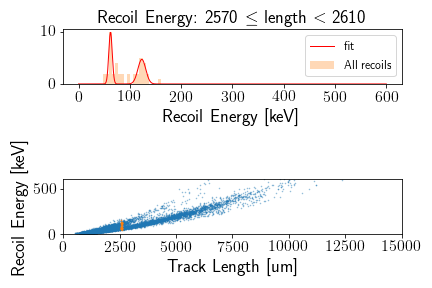 Recoil Energy: 2570 ≤ length < 2610
10
0
fit
All recoils
0 100 200 300 400 500 600
Recoil Energy [keV]
Recoil Energy [keV]
500
0
0 2500 5000 7500 10000 12500 15000
Track Length [um]